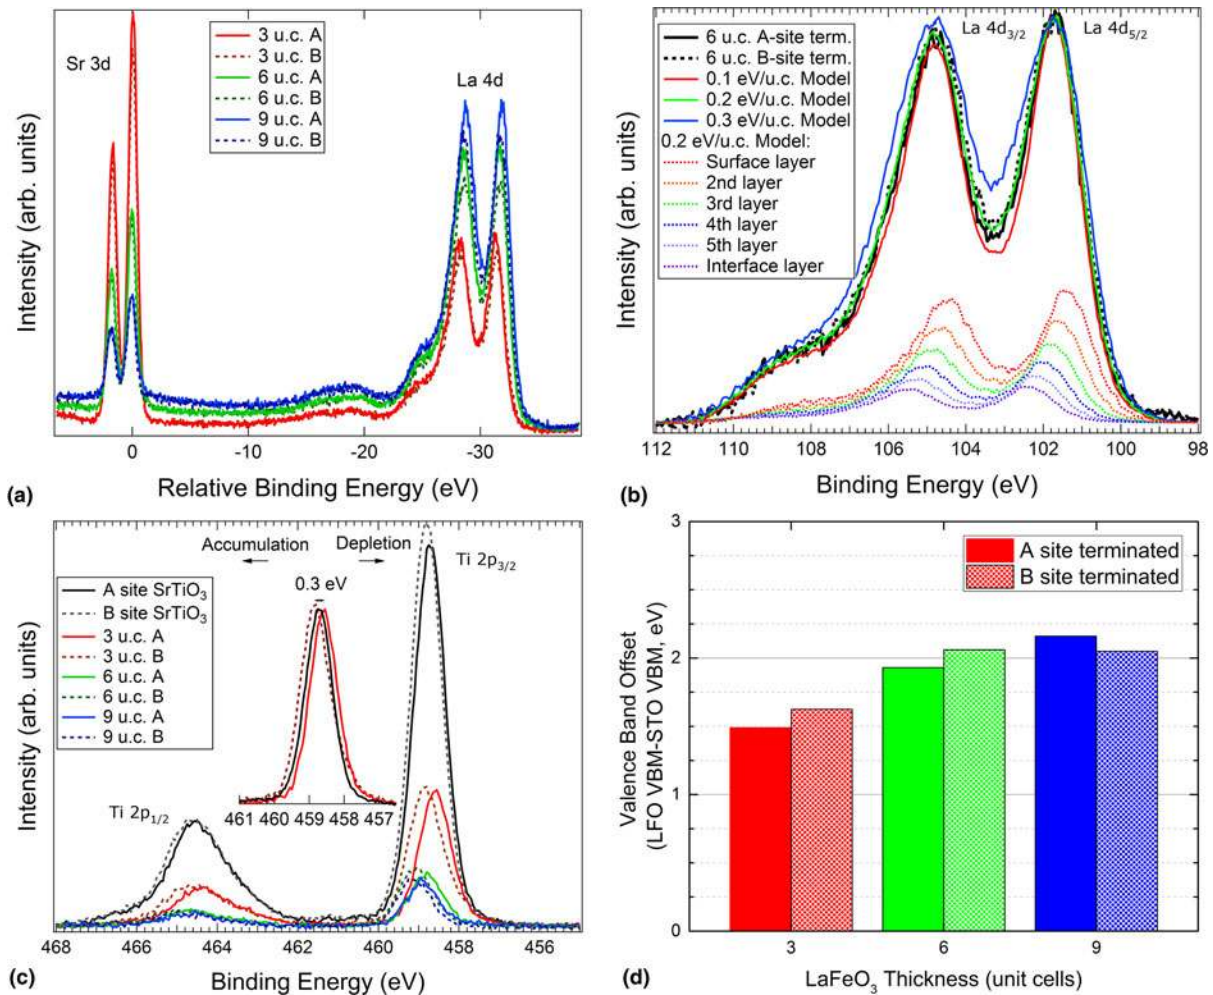 Sr 3d
La 4d
3 u.c. A
3 u.c. B
6 u.c. A
6 u.c. B
9 u.c. A
9 u.c. B
Intensity (arb. units)
0
-10
-20
-30
Relative Binding Energy (eV)
(a)
La 4d3/2
La 4d5/2
6 u.c. A-site term.
6 u.c. B-site term.
0.1 eV/u.c. Model
0.2 eV/u.c. Model
0.3 eV/u.c. Model
0.2 eV/u.c. Model:
Surface layer
2nd layer
3rd layer
4th layer
5th layer
Interface layer
Intensity (arb. units)
112
110
108
106
104
102
100
98
Binding Energy (eV)
(b)
Accumulation
Depletion
Ti 2p3/2
A site SrTiO3
B site SrTiO3
3 u.c. A
3 u.c. B
6 u.c. A
6 u.c. B
9 u.c. A
9 u.c. B
0.3 eV
461 460 459 458 457
Ti 2p1/2
Intensity (arb. units)
468
466
464
462
460
458
456
Binding Energy (eV)
(c)
A site terminated
B site terminated
Valence Band Offset
(LFO VBM-STO VBM, eV)
3
2
1
0
3
6
9
LaFeO3 Thickness (unit cells)
(d)